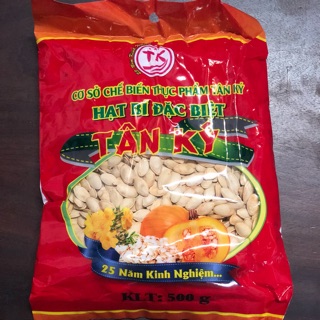 TK
CƠ SỞ CHẾ BIẾN THỰC PHẨM TÂN KỲ
HẠT BÍ ĐẶC BIỆT
TÂN KỲ
25 Năm Kinh Nghiệm...
KLT: 500 g